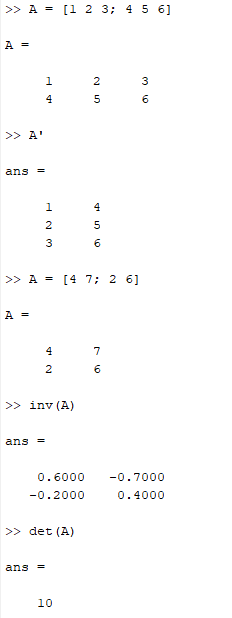 >> A = [1 2 3; 4 5 6]
A =
1 2 3
4 5 6
>> A'
ans =
1 4
2 5
3 6
>> A = [4 7; 2 6]
A =
4 7
2 6
>> inv(A)
ans =
0.6000 -0.7000
-0.2000 0.4000
>> det(A)
ans =
10